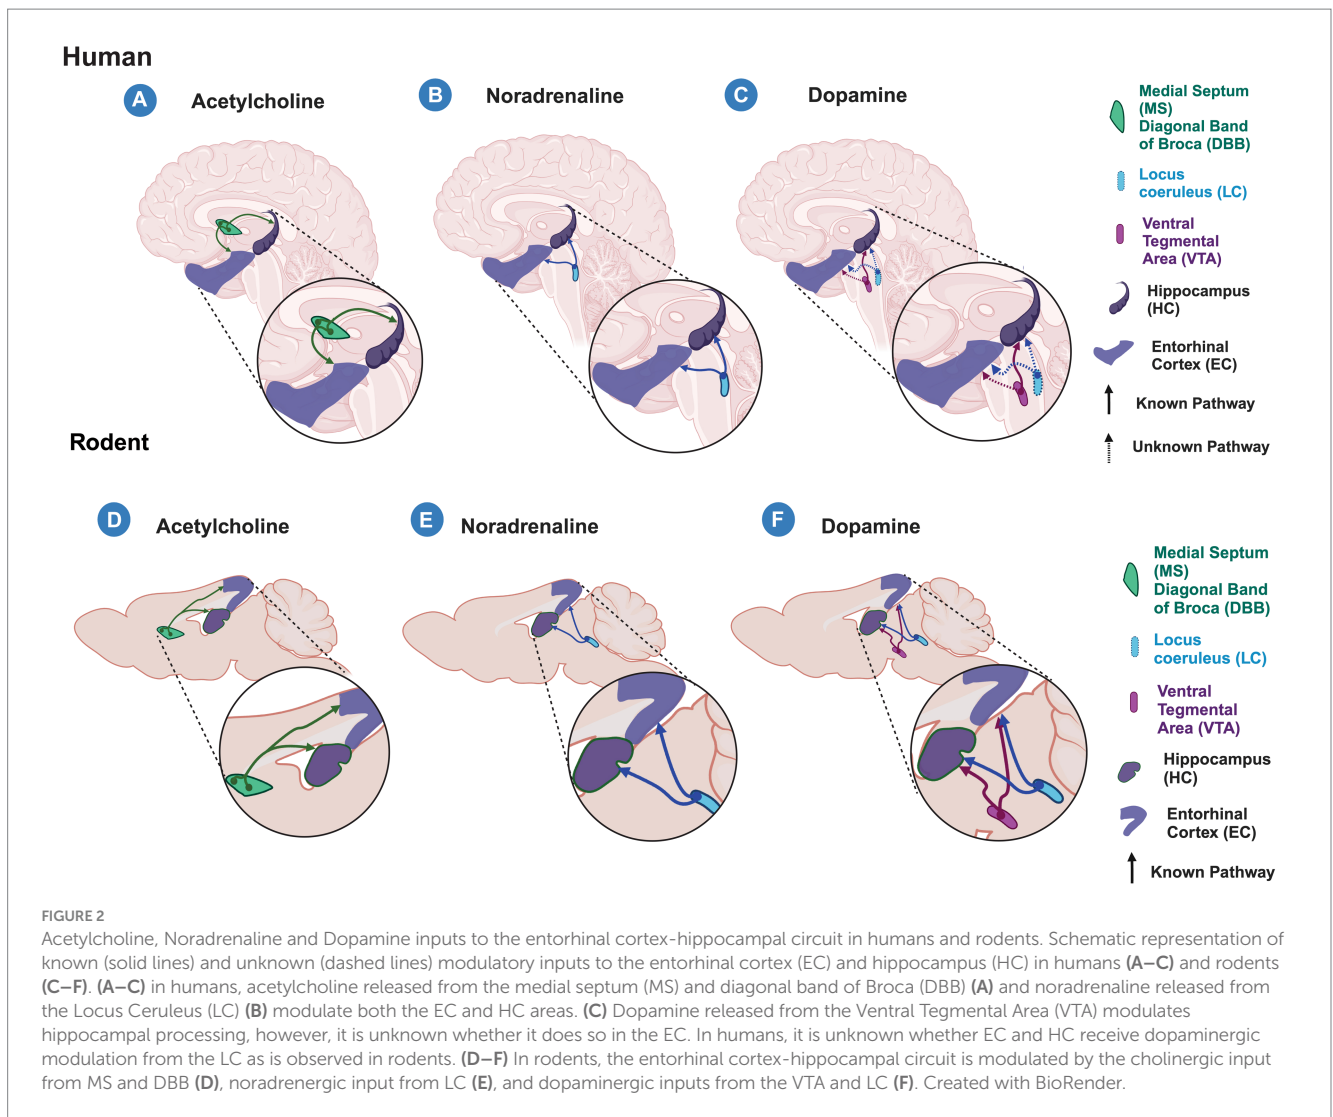 Human
A
Acetylcholine
B
Noradrenaline
C
Dopamine
Medial Septum
(MS)
Diagonal Band
of Broca (DBB)
Locus
coeruleus (LC)
Ventral
Tegmental
Area (VTA)
Hippocampus
(HC)
Entorhinal
Cortex (EC)
Known Pathway
Unknown Pathway
Rodent
D
Acetylcholine
E
Noradrenaline
F
Dopamine
Medial Septum
(MS)
Diagonal Band
of Broca (DBB)
Locus
coeruleus (LC)
Ventral
Tegmental
Area (VTA)
Hippocampus
(HC)
Entorhinal
Cortex (EC)
Known Pathway
FIGURE 2
Acetylcholine, Noradrenaline and Dopamine inputs to the entorhinal cortex-hippocampal circuit in humans and rodents. Schematic representation of
known (solid lines) and unknown (dashed lines) modulatory inputs to the entorhinal cortex (EC) and hippocampus (HC) in humans (A–C) and rodents
(C–F). (A–C) in humans, acetylcholine released from the medial septum (MS) and diagonal band of Broca (DBB) (A) and noradrenaline released from
the Locus Ceruleus (LC) (B) modulate both the EC and HC areas. (C) Dopamine released from the Ventral Tegmental Area (VTA) modulates
hippocampal processing, however, it is unknown whether it does so in the EC. In humans, it is unknown whether EC and HC receive dopaminergic
modulation from the LC as is observed in rodents. (D–F) In rodents, the entorhinal cortex-hippocampal circuit is modulated by the cholinergic input
from MS and DBB (D), noradrenergic input from LC (E), and dopaminergic inputs from the VTA and LC (F). Created with BioRender.